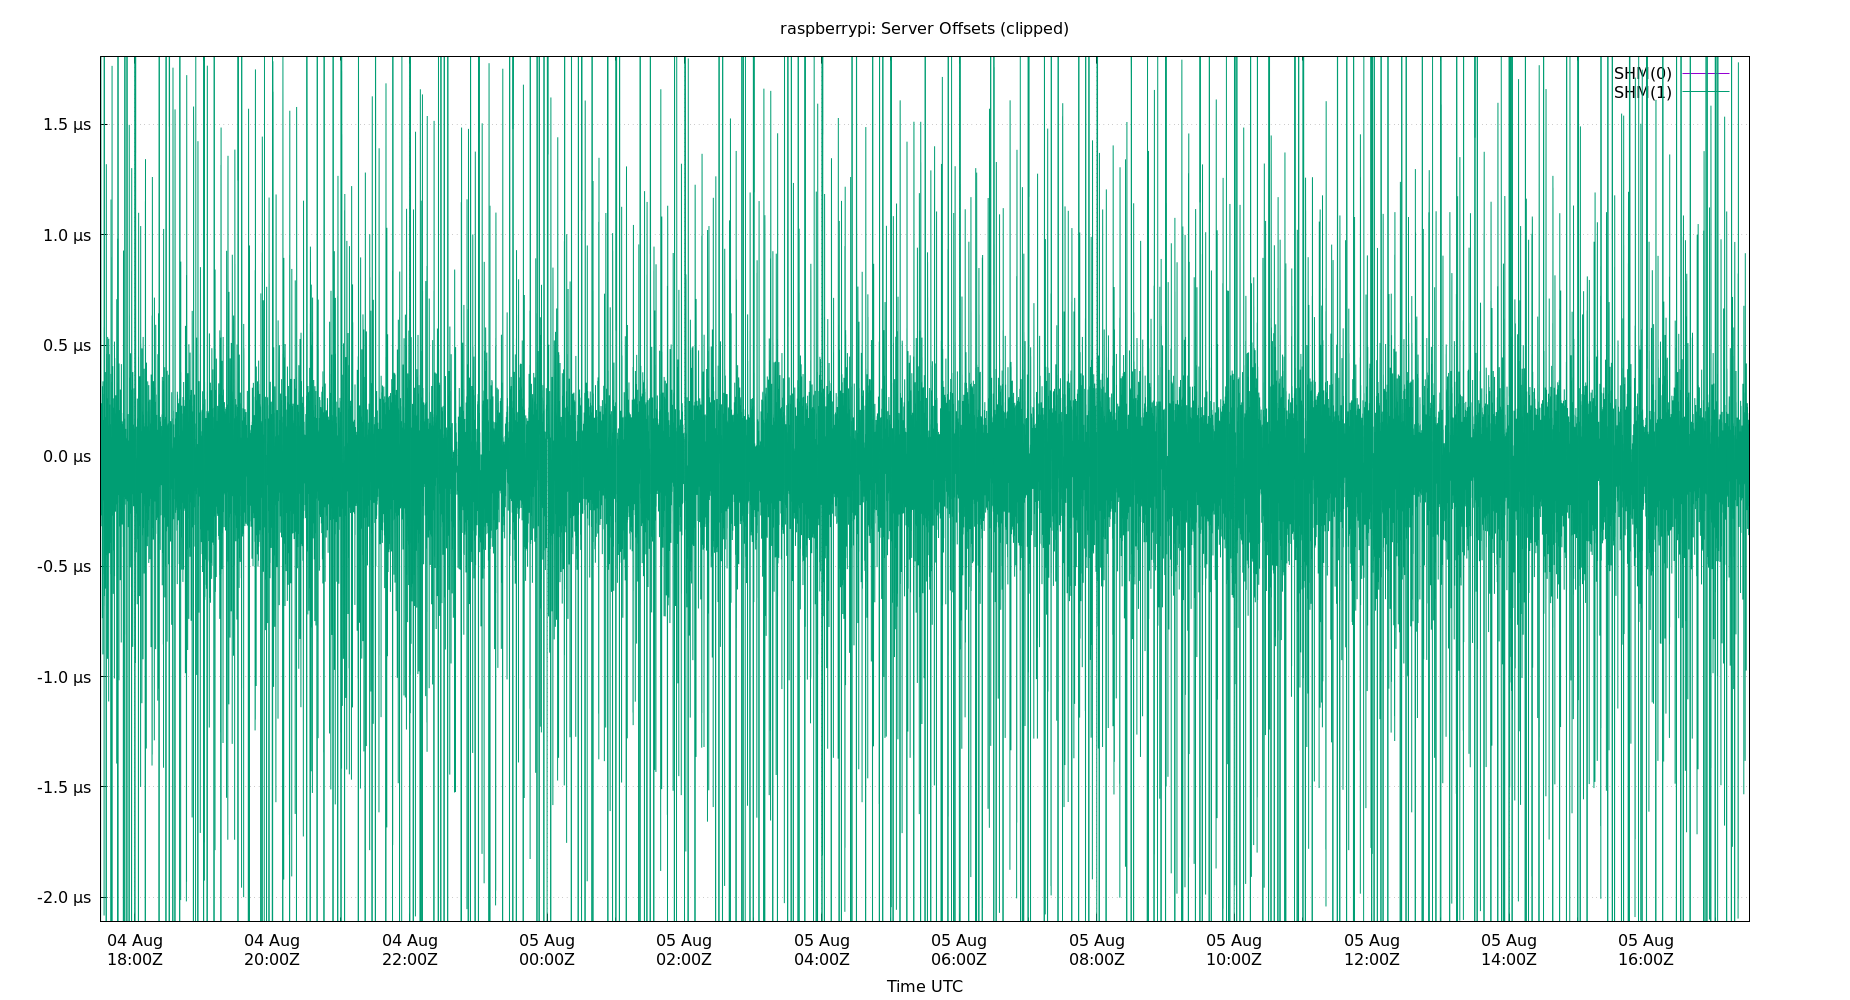 raspberrypi: Server Offsets (clipped)
SHM(0)
SHM(1)
1.5 µs
1.0 µs
0.5 µs
0.0 µs
-0.5 µs
-1.0 µs
-1.5 µs
-2.0 µs
04 Aug 04 Aug 04 Aug 05 Aug 05 Aug 05 Aug 05 Aug 05 Aug 05 Aug 05 Aug 05 Aug 05 Aug
18:00Z 20:00Z 22:00Z 00:00Z 02:00Z 04:00Z 06:00Z 08:00Z 10:00Z 12:00Z 14:00Z 16:00Z
Time UTC